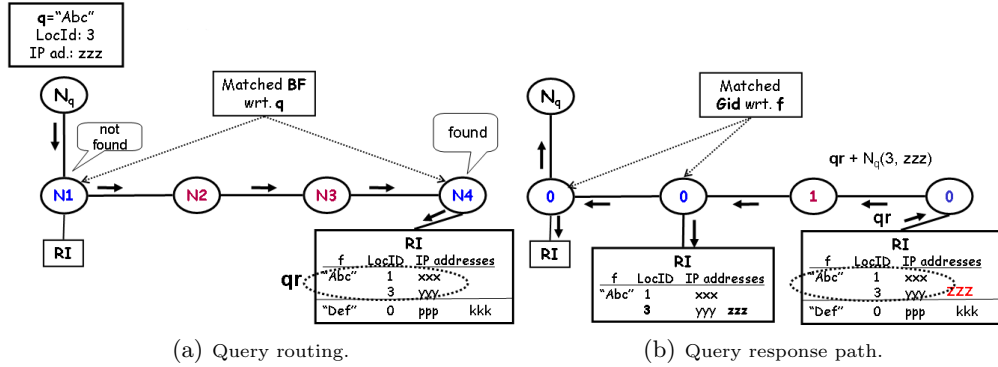 q="Abc"
LocId: 3
IP ad.: zzz
Nq
not
found
Matched BF
wrt. q
found
N1
N2
N3
N4
RI
qr
RI
f LocID IP addresses
"Abc" 1 xxx
3 yyy
"Def" 0 ppp kkk
(a) Query routing.
Nq
Matched
Gid wrt. f
qr + Nq(3, zzz)
0
0
1
0
qr
RI
RI
f LocID IP addresses
"Abc" 1 xxx
3 yyy zzz
RI
f LocID IP addresses
"Abc" 1 xxx
3 yyy zzz
"Def" 0 ppp kkk
(b) Query response path.